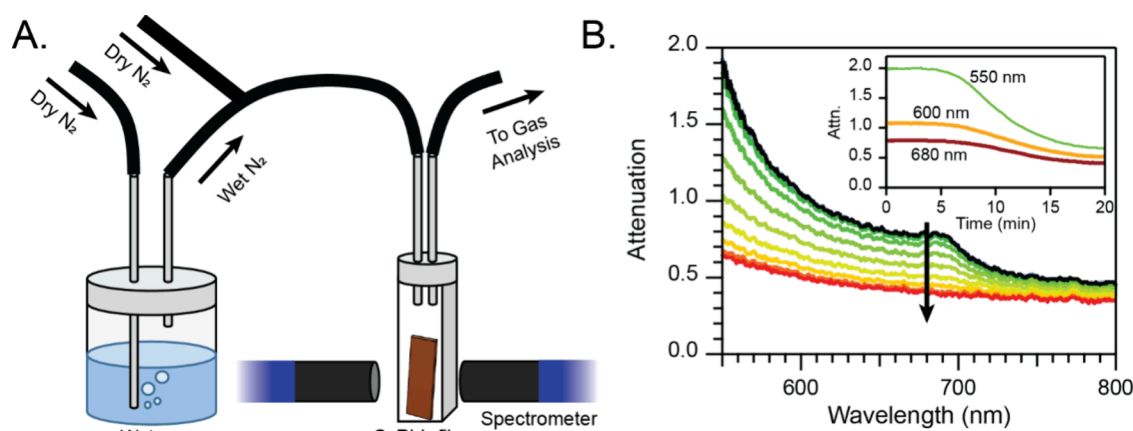 A.
Dry N₂
Dry N₂
Wet N₂
To Gas
Analysis
Spectrometer
B.
Attenuation
2.0
1.5
1.0
0.5
0.0
600
700
800
Wavelength (nm)
Attn.
2.0
1.5
1.0
0.5
0.0
550 nm
600 nm
680 nm
0
5
10
15
20
Time (min)